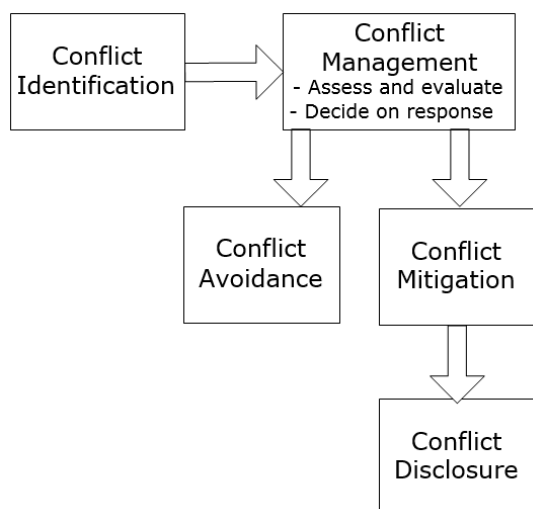 Conflict
Identification
Conflict
Management
- Assess and evaluate
- Decide on response
Conflict
Avoidance
Conflict
Mitigation
Conflict
Disclosure